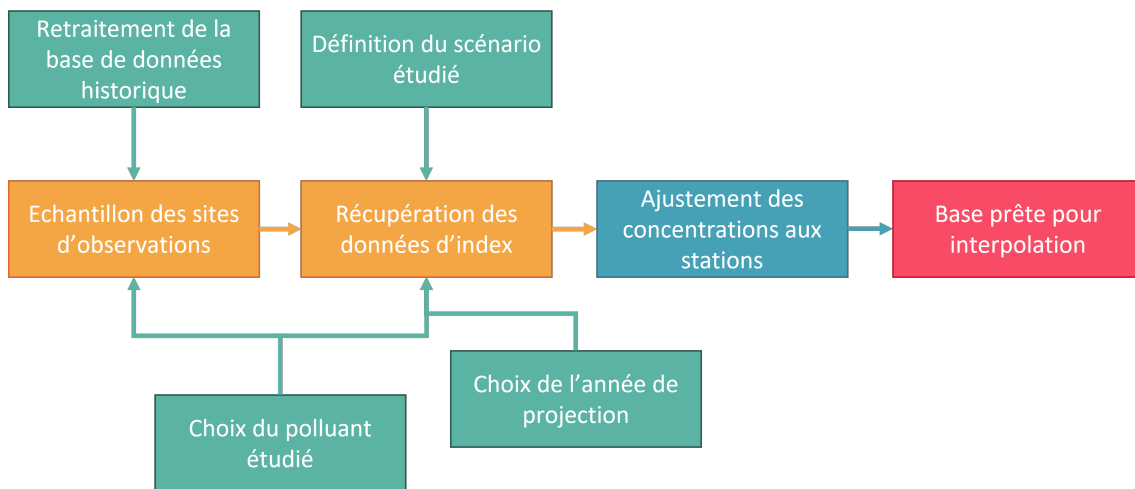 Retraitement de la
base de données
historique
Définition du scénario
étudié
Echantillon des sites
d’observations
Récupération des
données d’index
Ajustement des
concentrations aux
stations
Base prête pour
interpolation
Choix du polluant
étudié
Choix de l’année de
projection